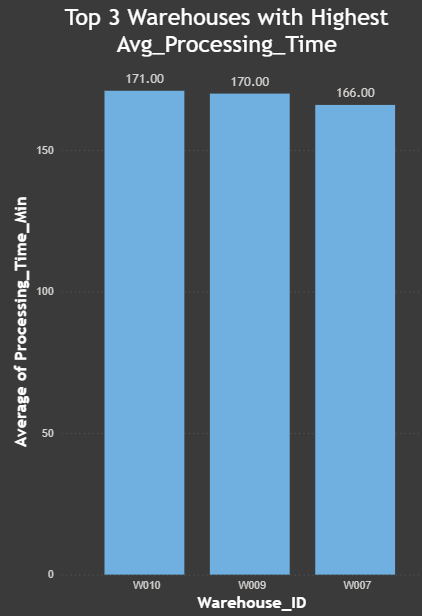 Top 3 Warehouses with Highest
Avg_Processing_Time
171.00
170.00
166.00
150
100
50
0
Average of Processing_Time_Min
W010
W009
W007
Warehouse_ID